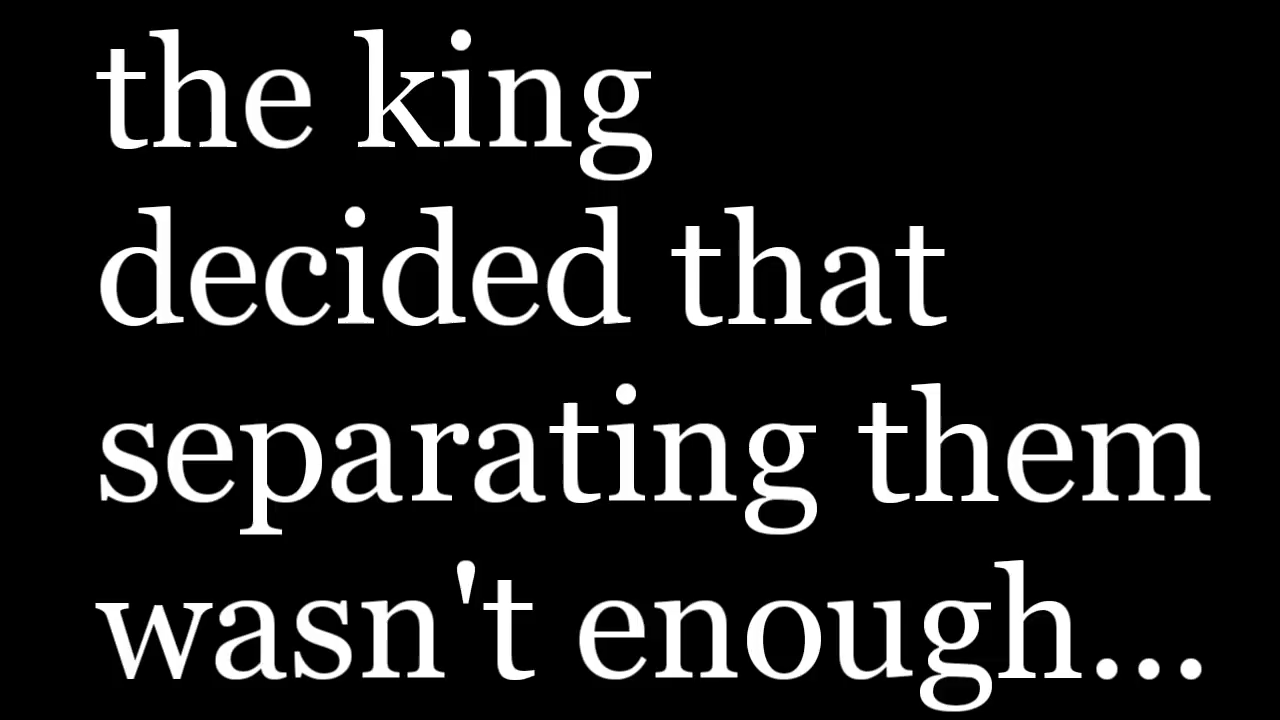 the king
decided that
separating them
wasn't enough...